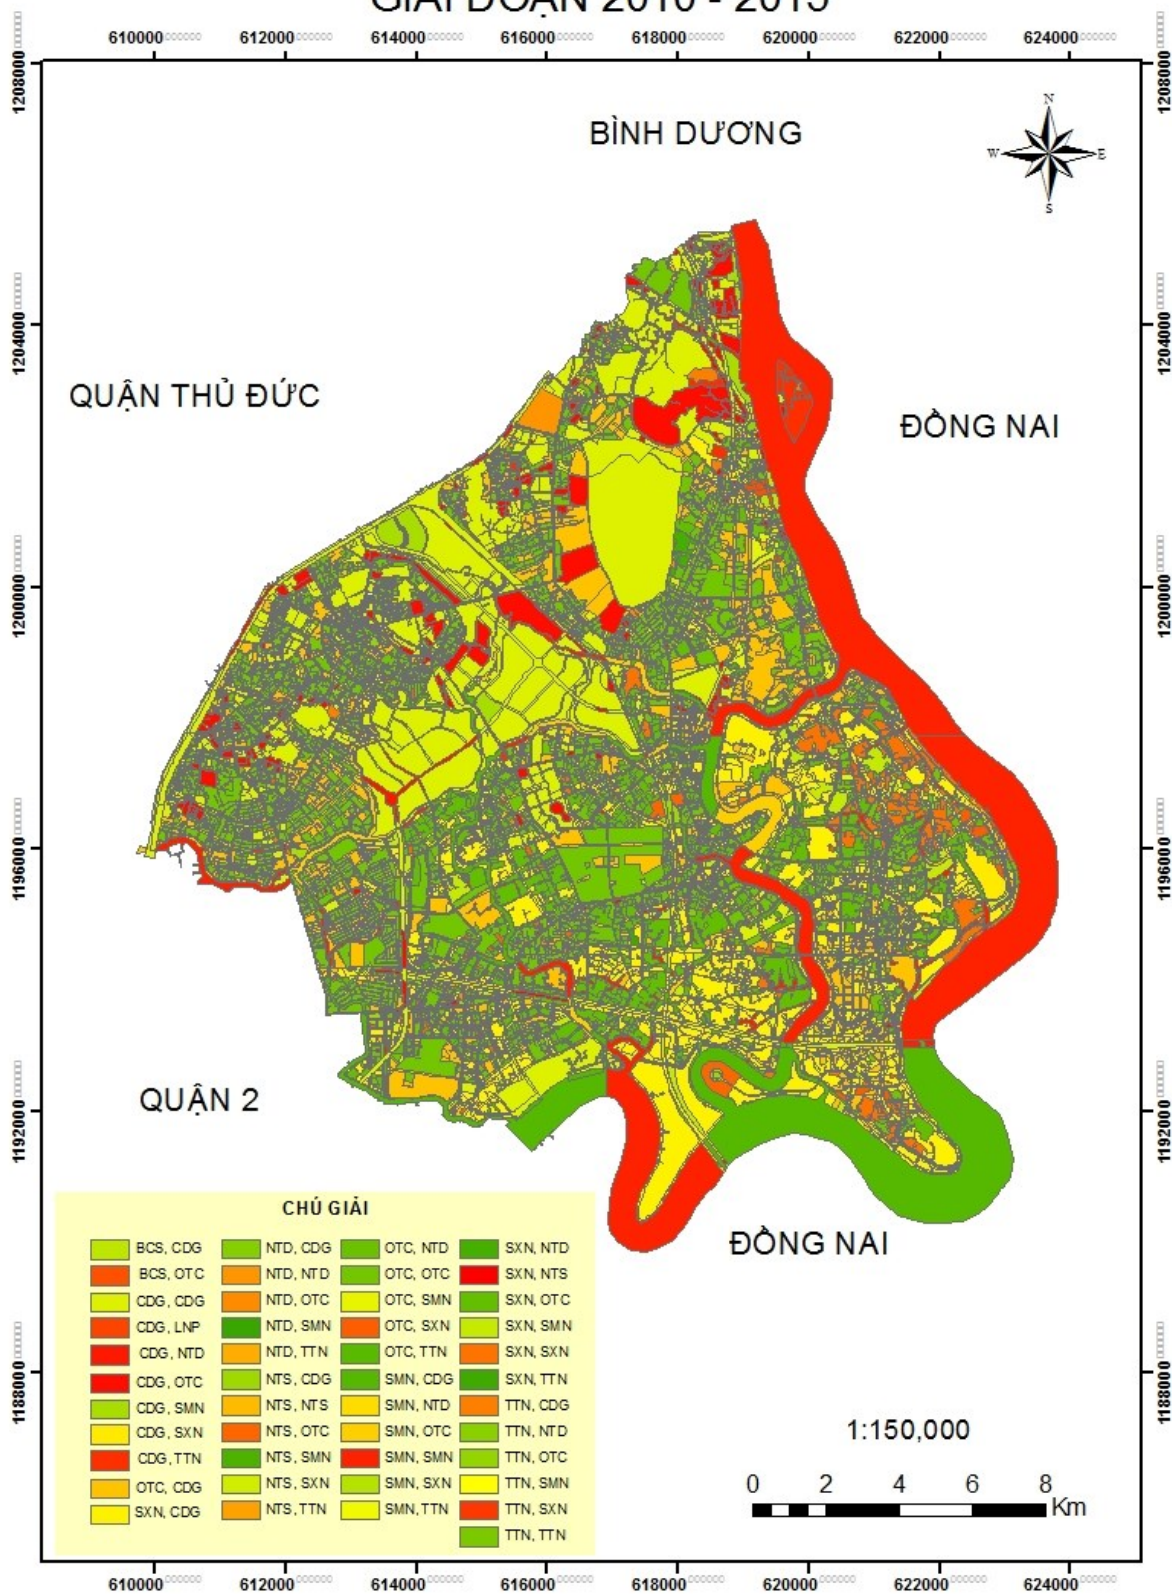 GIAI ĐOẠN 2010 - 2015
610000 612000 614000 616000 618000 620000 622000 624000
1208000 1208000
BÌNH DƯƠNG
N
W E
S
1204000 1204000
QUẬN THỦ ĐỨC
ĐỒNG NAI
1200000 1200000
1196000 1196000
QUẬN 2
1192000 1192000
ĐỒNG NAI
CHÚ GIẢI
BCS, CDG NTD, CDG OTC, NTD SXN, NTD
BCS, OTC NTD, NTD OTC, OTC SXN, NTS
CDG, CDG NTD, OTC OTC, SMN SXN, OTC
CDG, LNP NTD, SMN OTC, SXN SXN, SMN
CDG, NTD NTD, TTN OTC, TTN SXN, SXN
CDG, OTC NTS, CDG SMN, CDG SXN, TTN
CDG, SMN NTS, NTS SMN, NTD TTN, CDG
CDG, SXN NTS, OTC SMN, OTC TTN, NTD
CDG, TTN NTS, SMN SMN, SMN TTN, OTC
OTC, CDG NTS, SXN SMN, SXN TTN, SMN
SXN, CDG NTS, TTN SMN, TTN TTN, SXN
TTN, TTN
1188000 1188000
1:150,000
0 2 4 6 8
Km
610000 612000 614000 616000 618000 620000 622000 624000